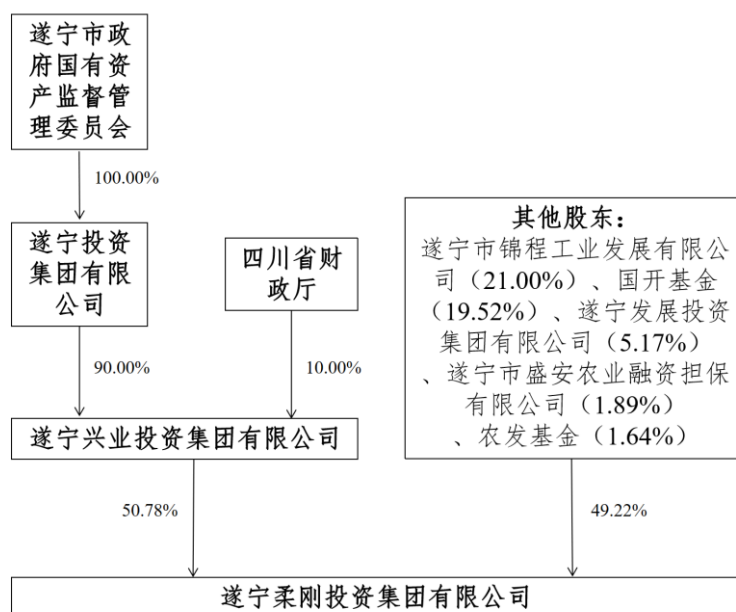 遂宁市政
府国有资
产监督管
理委员会
100.00%
遂宁投资
集团有限
公司
四川省财
政厅
其他股东：
遂宁市锦程工业发展有限公
司（21.00%）、国开基金
（19.52%）、遂宁发展投资
集团有限公司（5.17%）
、遂宁市盛安农业融资担保
有限公司（1.89%）
、农发基金（1.64%）
90.00%
10.00%
遂宁兴业投资集团有限公司
50.78%
49.22%
遂宁柔刚投资集团有限公司